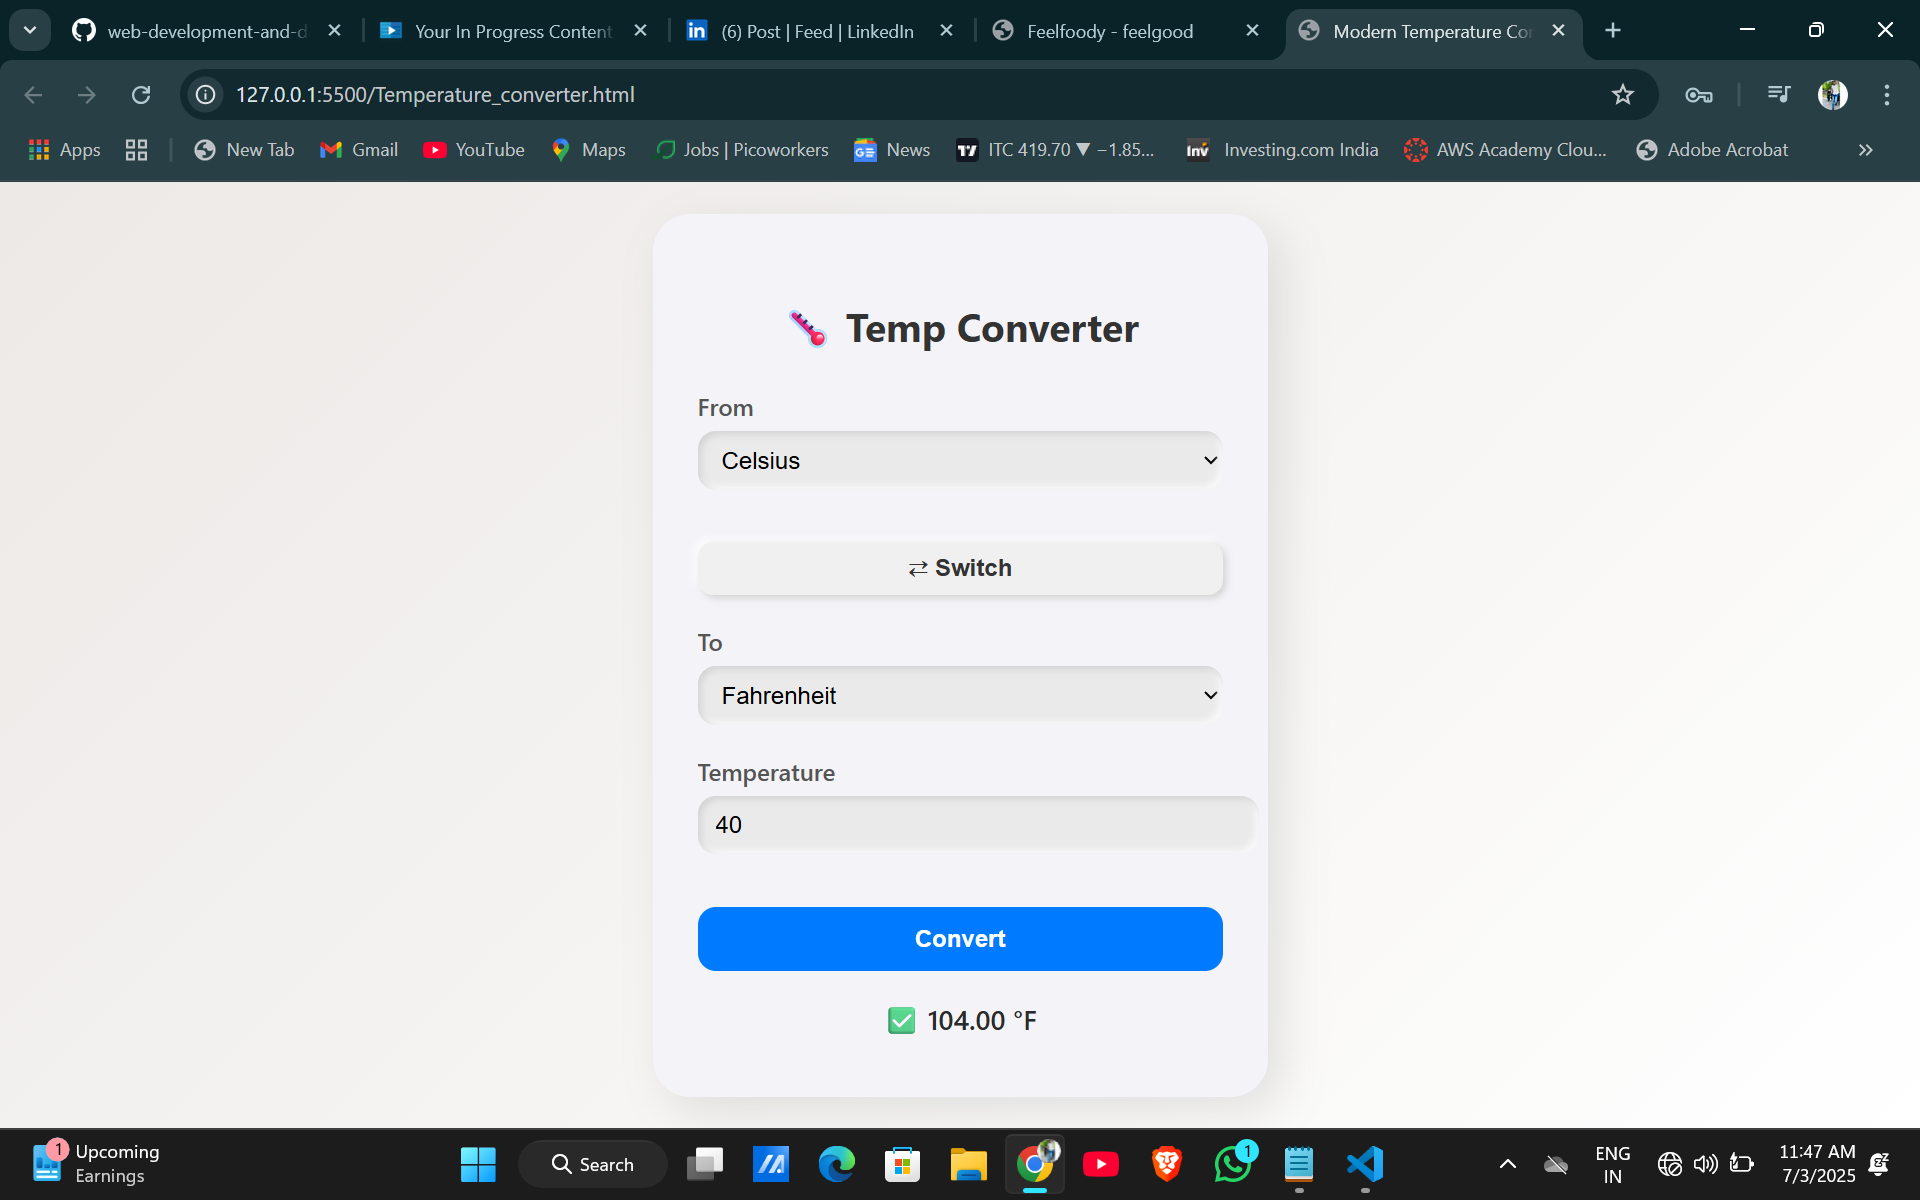 web-development-and-d
Your In Progress Content
(6) Post | Feed | LinkedIn
Feelfoody - feelgood
Modern Temperature Cor
127.0.0.1:5500/Temperature_converter.html
Apps
New Tab
Gmail
YouTube
Maps
Jobs | Picoworkers
News
ITC 419.70 ▼ −1.85...
Inv
Investing.com India
AWS Academy Clou...
Adobe Acrobat
Temp Converter
From
Celsius
⇄ Switch
To
Fahrenheit
Temperature
40
Convert
✅ 104.00 °F
1
Upcoming
Earnings
Search
1
ENG
IN
11:47 AM
7/3/2025